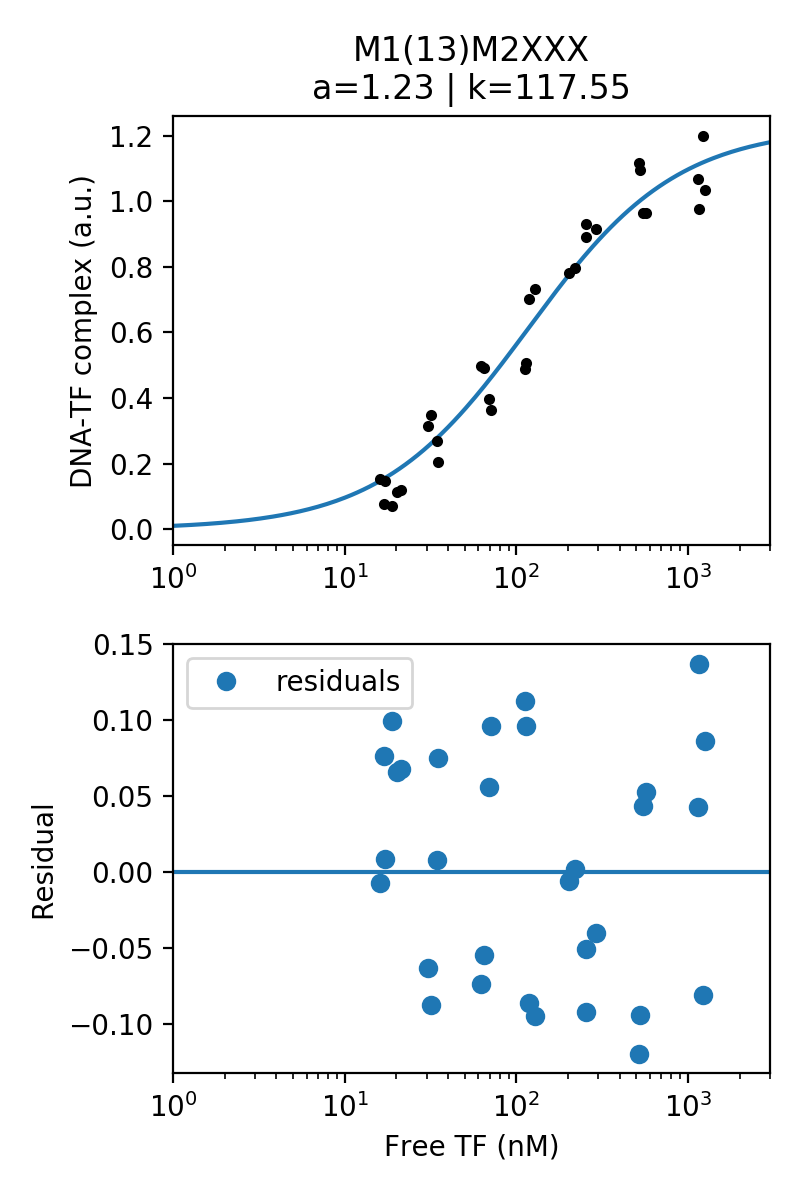 M1(13)M2XXX
a=1.23 | k=117.55
DNA-TF complex (a.u.)
1.2
1.0
0.8
0.6
0.4
0.2
0.0
10⁰ 10¹ 10² 10³
residuals
Residual
0.15
0.10
0.05
0.00
−0.05
−0.10
10⁰ 10¹ 10² 10³
Free TF (nM)